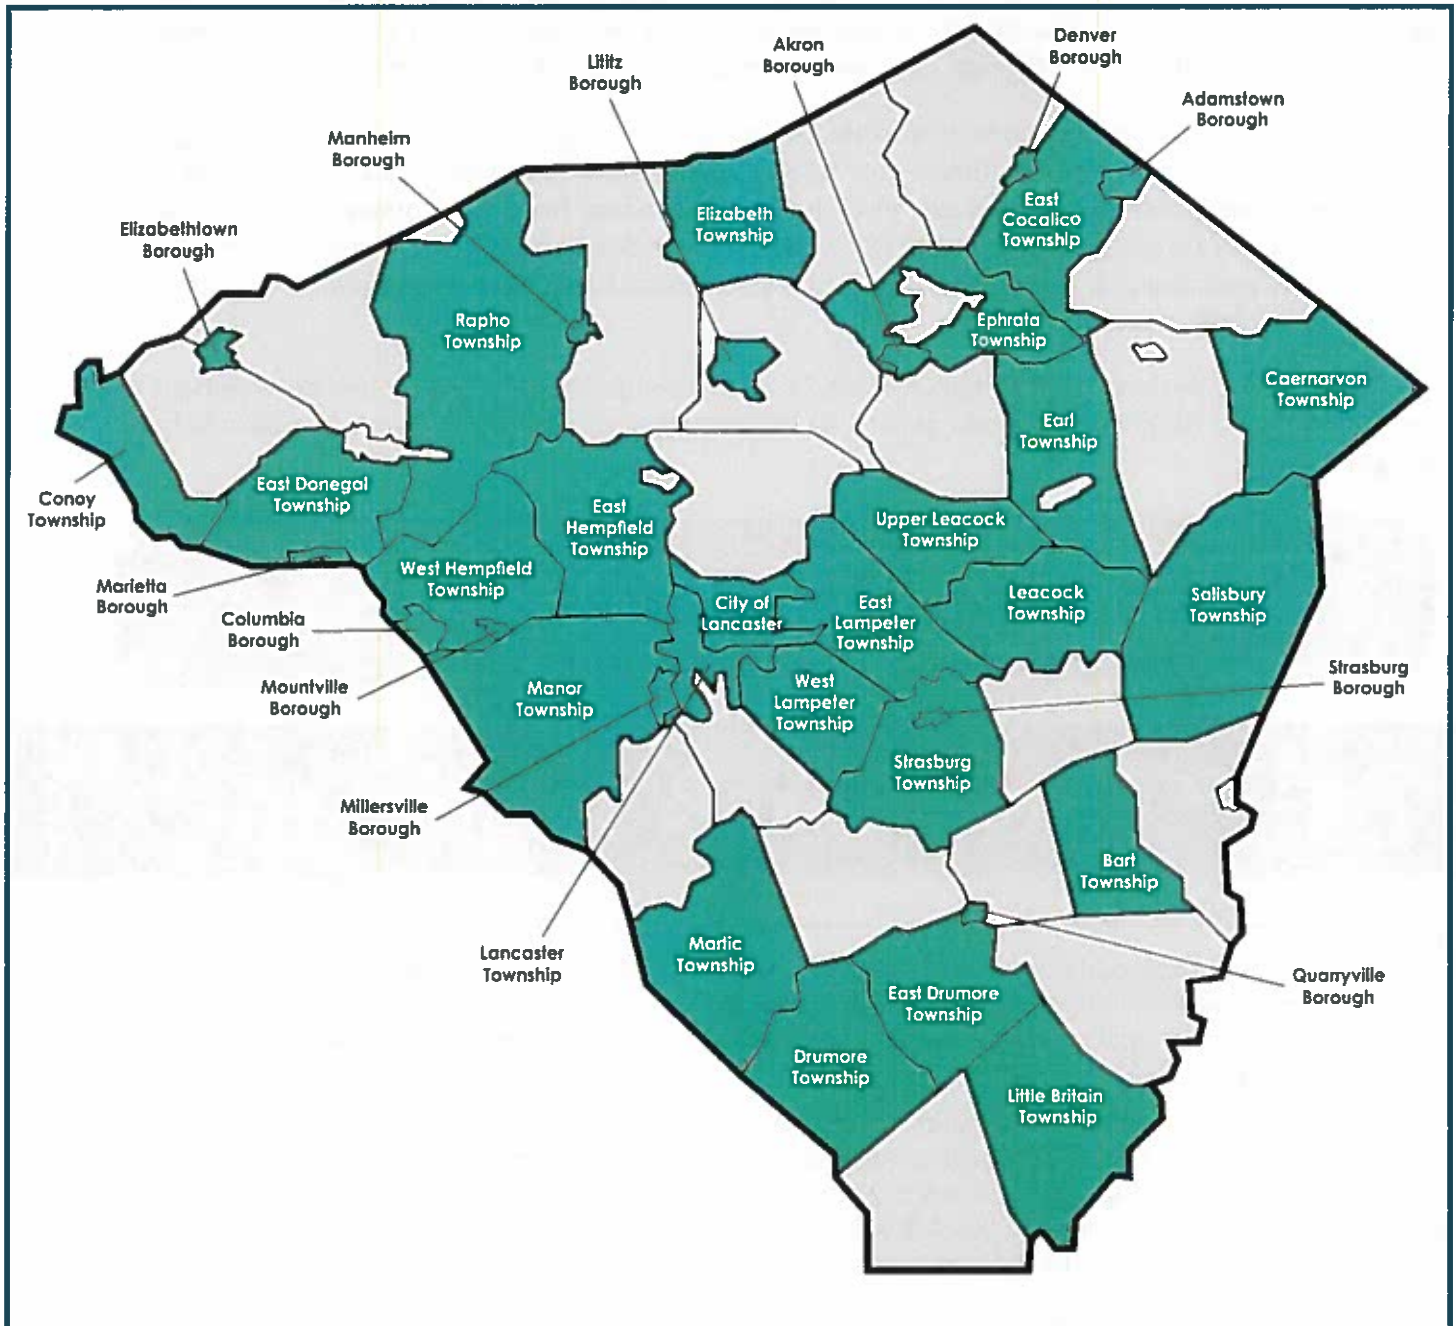 Denver
Borough
Akron
Borough
Lititz
Borough
Adamstown
Borough
Manheim
Borough
Elizabethtown
Borough
Elizabeth
Township
East
Cocalico
Township
Rapho
Township
Ephrata
Township
Caernarvon
Township
Earl
Township
Conoy
Township
East Donegal
Township
East
Hempfield
Township
Upper Leacock
Township
Marietta
Borough
West Hempfield
Township
City of
Lancaster
East
Lampeter
Township
Leacock
Township
Salisbury
Township
Columbia
Borough
Mountville
Borough
Manor
Township
West
Lampeter
Township
Strasburg
Borough
Strasburg
Township
Millersville
Borough
Bart
Township
Lancaster
Township
Martic
Township
East Drumore
Township
Quarryville
Borough
Drumore
Township
Little Britain
Township